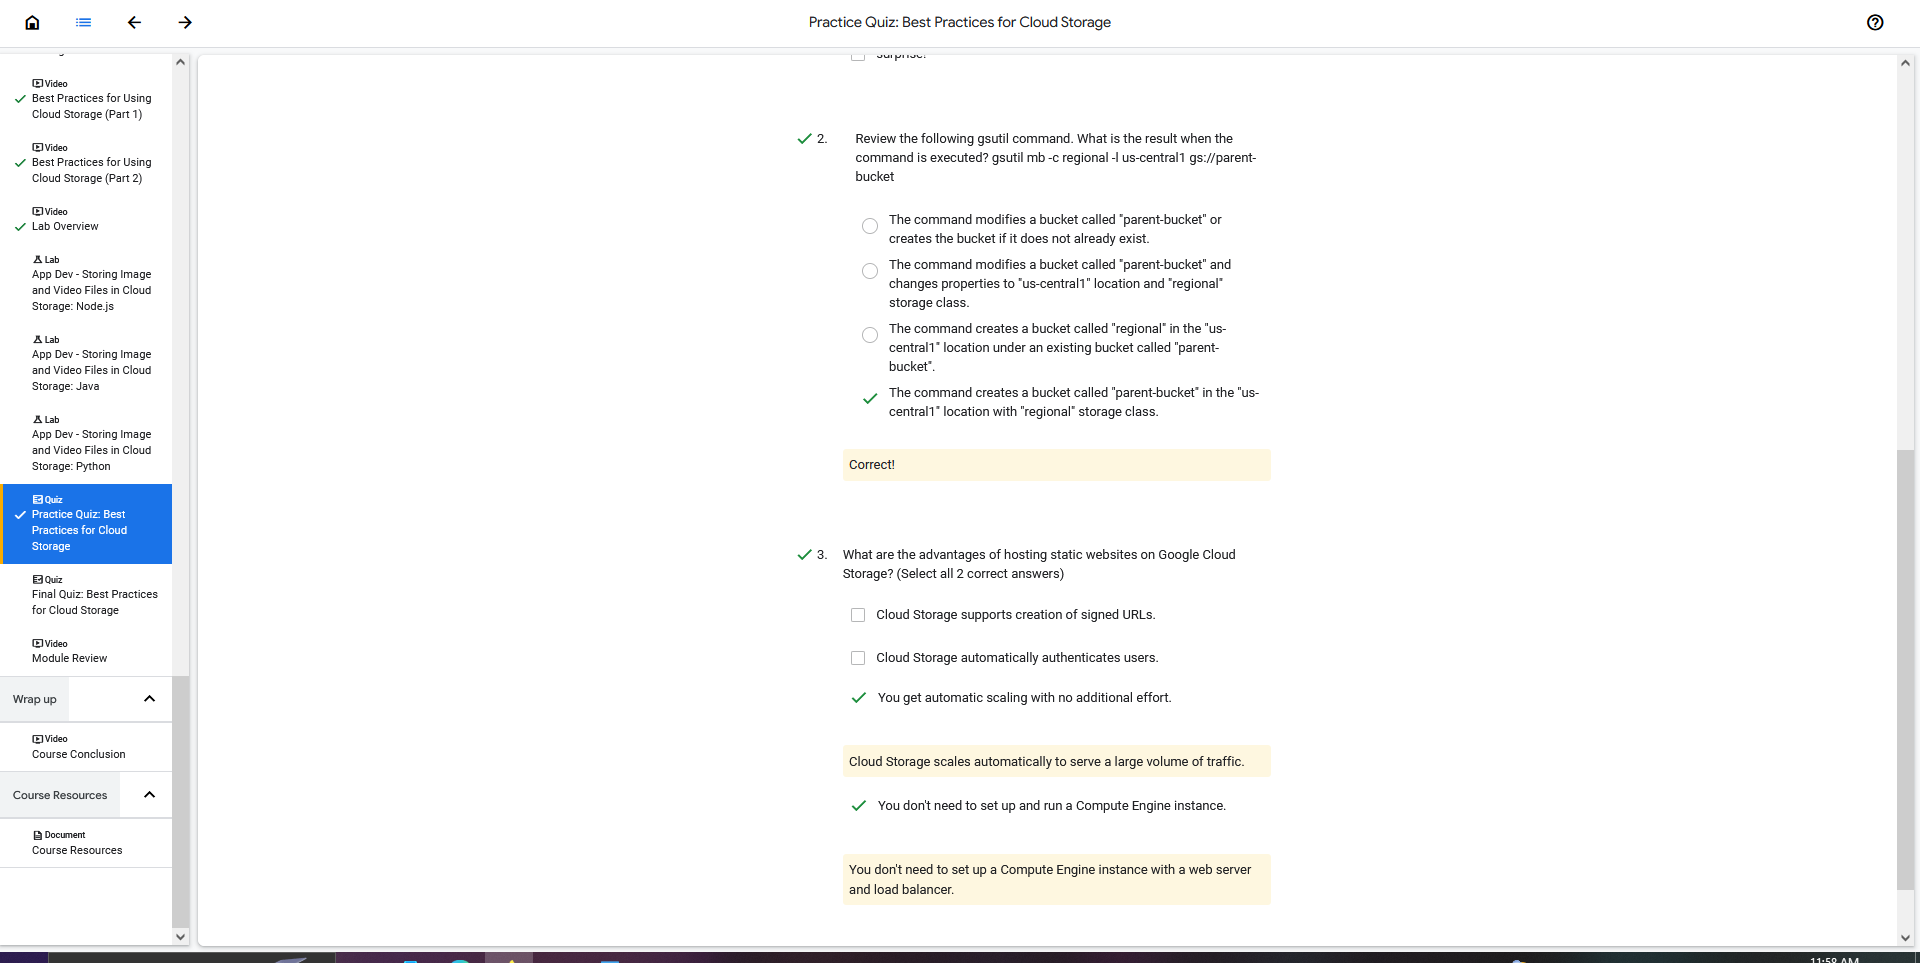 Practice Quiz: Best Practices for Cloud Storage
Video
Best Practices for Using
Cloud Storage (Part 1)
Video
Best Practices for Using
Cloud Storage (Part 2)
Video
Lab Overview
Lab
App Dev - Storing Image
and Video Files in Cloud
Storage: Node.js
Lab
App Dev - Storing Image
and Video Files in Cloud
Storage: Java
Lab
App Dev - Storing Image
and Video Files in Cloud
Storage: Python
Quiz
Practice Quiz: Best
Practices for Cloud
Storage
Quiz
Final Quiz: Best Practices
for Cloud Storage
Video
Module Review
Wrap up
Video
Course Conclusion
Course Resources
Document
Course Resources
surprise!
2. Review the following gsutil command. What is the result when the
command is executed? gsutil mb -c regional -l us-central1 gs://parent-
bucket
The command modifies a bucket called "parent-bucket" or
creates the bucket if it does not already exist.
The command modifies a bucket called "parent-bucket" and
changes properties to "us-central1" location and "regional"
storage class.
The command creates a bucket called "regional" in the "us-
central1" location under an existing bucket called "parent-
bucket".
The command creates a bucket called "parent-bucket" in the "us-
central1" location with "regional" storage class.
Correct!
3. What are the advantages of hosting static websites on Google Cloud
Storage? (Select all 2 correct answers)
Cloud Storage supports creation of signed URLs.
Cloud Storage automatically authenticates users.
You get automatic scaling with no additional effort.
Cloud Storage scales automatically to serve a large volume of traffic.
You don't need to set up and run a Compute Engine instance.
You don't need to set up a Compute Engine instance with a web server
and load balancer.
11:58 AM